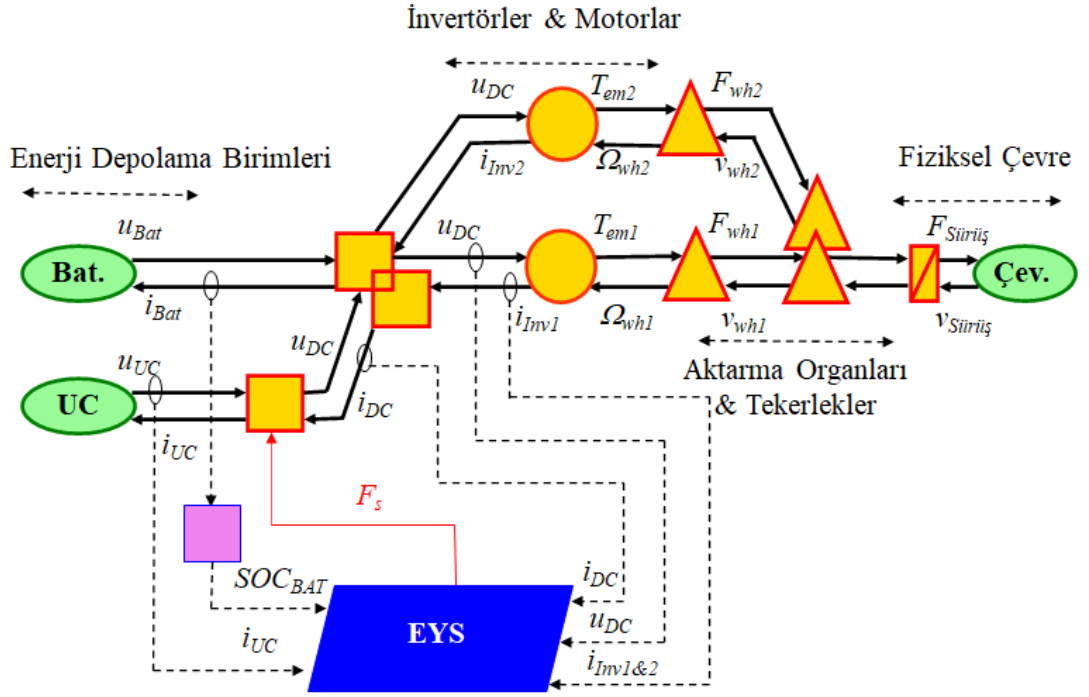 İnvertörler & Motorlar
u_DC
T_em2
F_wh2
i_Inv2
Ω_wh2
v_wh2
Enerji Depolama Birimleri
Fiziksel Çevre
u_Bat
u_DC
T_em1
F_wh1
F_Sürüş
Bat.
Çev.
i_Bat
i_Inv1
Ω_wh1
v_wh1
v_Sürüş
u_DC
u_UC
Aktarma Organları
& Tekerlekler
UC
i_DC
i_UC
F_s
SOC_BAT
i_DC
EYS
u_DC
i_UC
i_Inv1&2